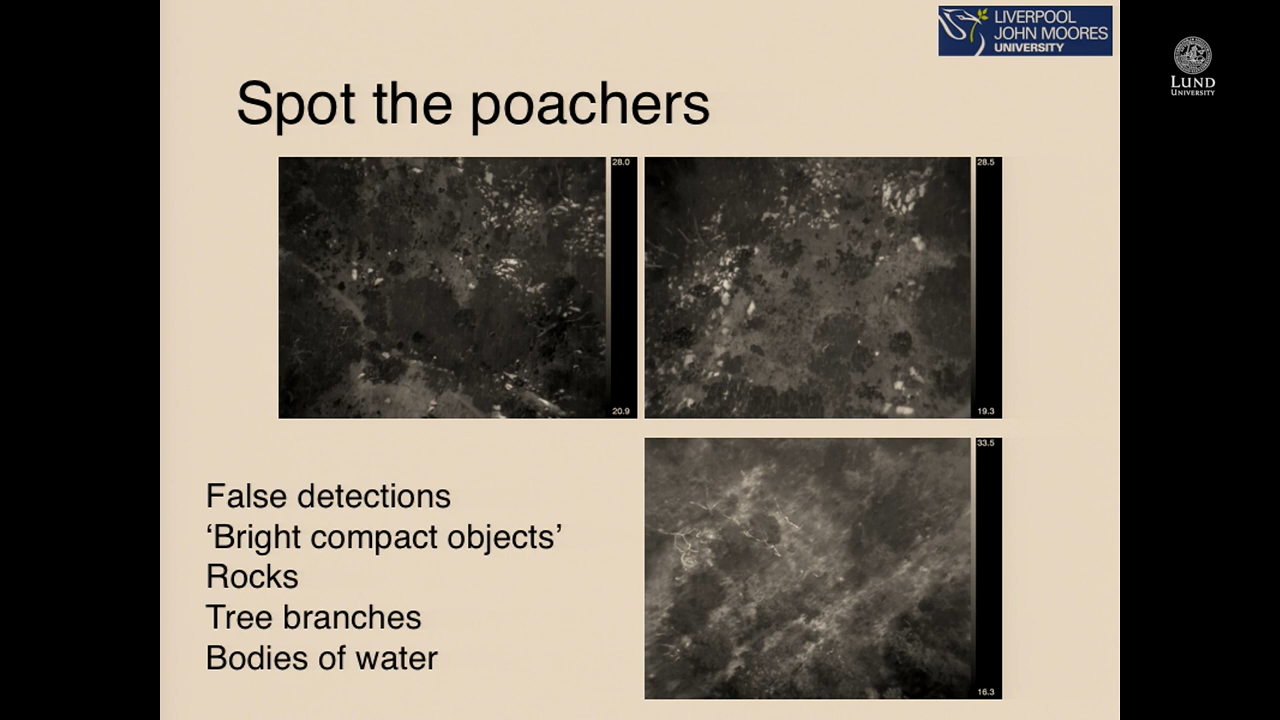 LIVERPOOL
JOHN MOORES
UNIVERSITY
LUND
UNIVERSITY
Spot the poachers
28.0
20.9
28.5
19.3
33.5
16.3
False detections
‘Bright compact objects’
Rocks
Tree branches
Bodies of water